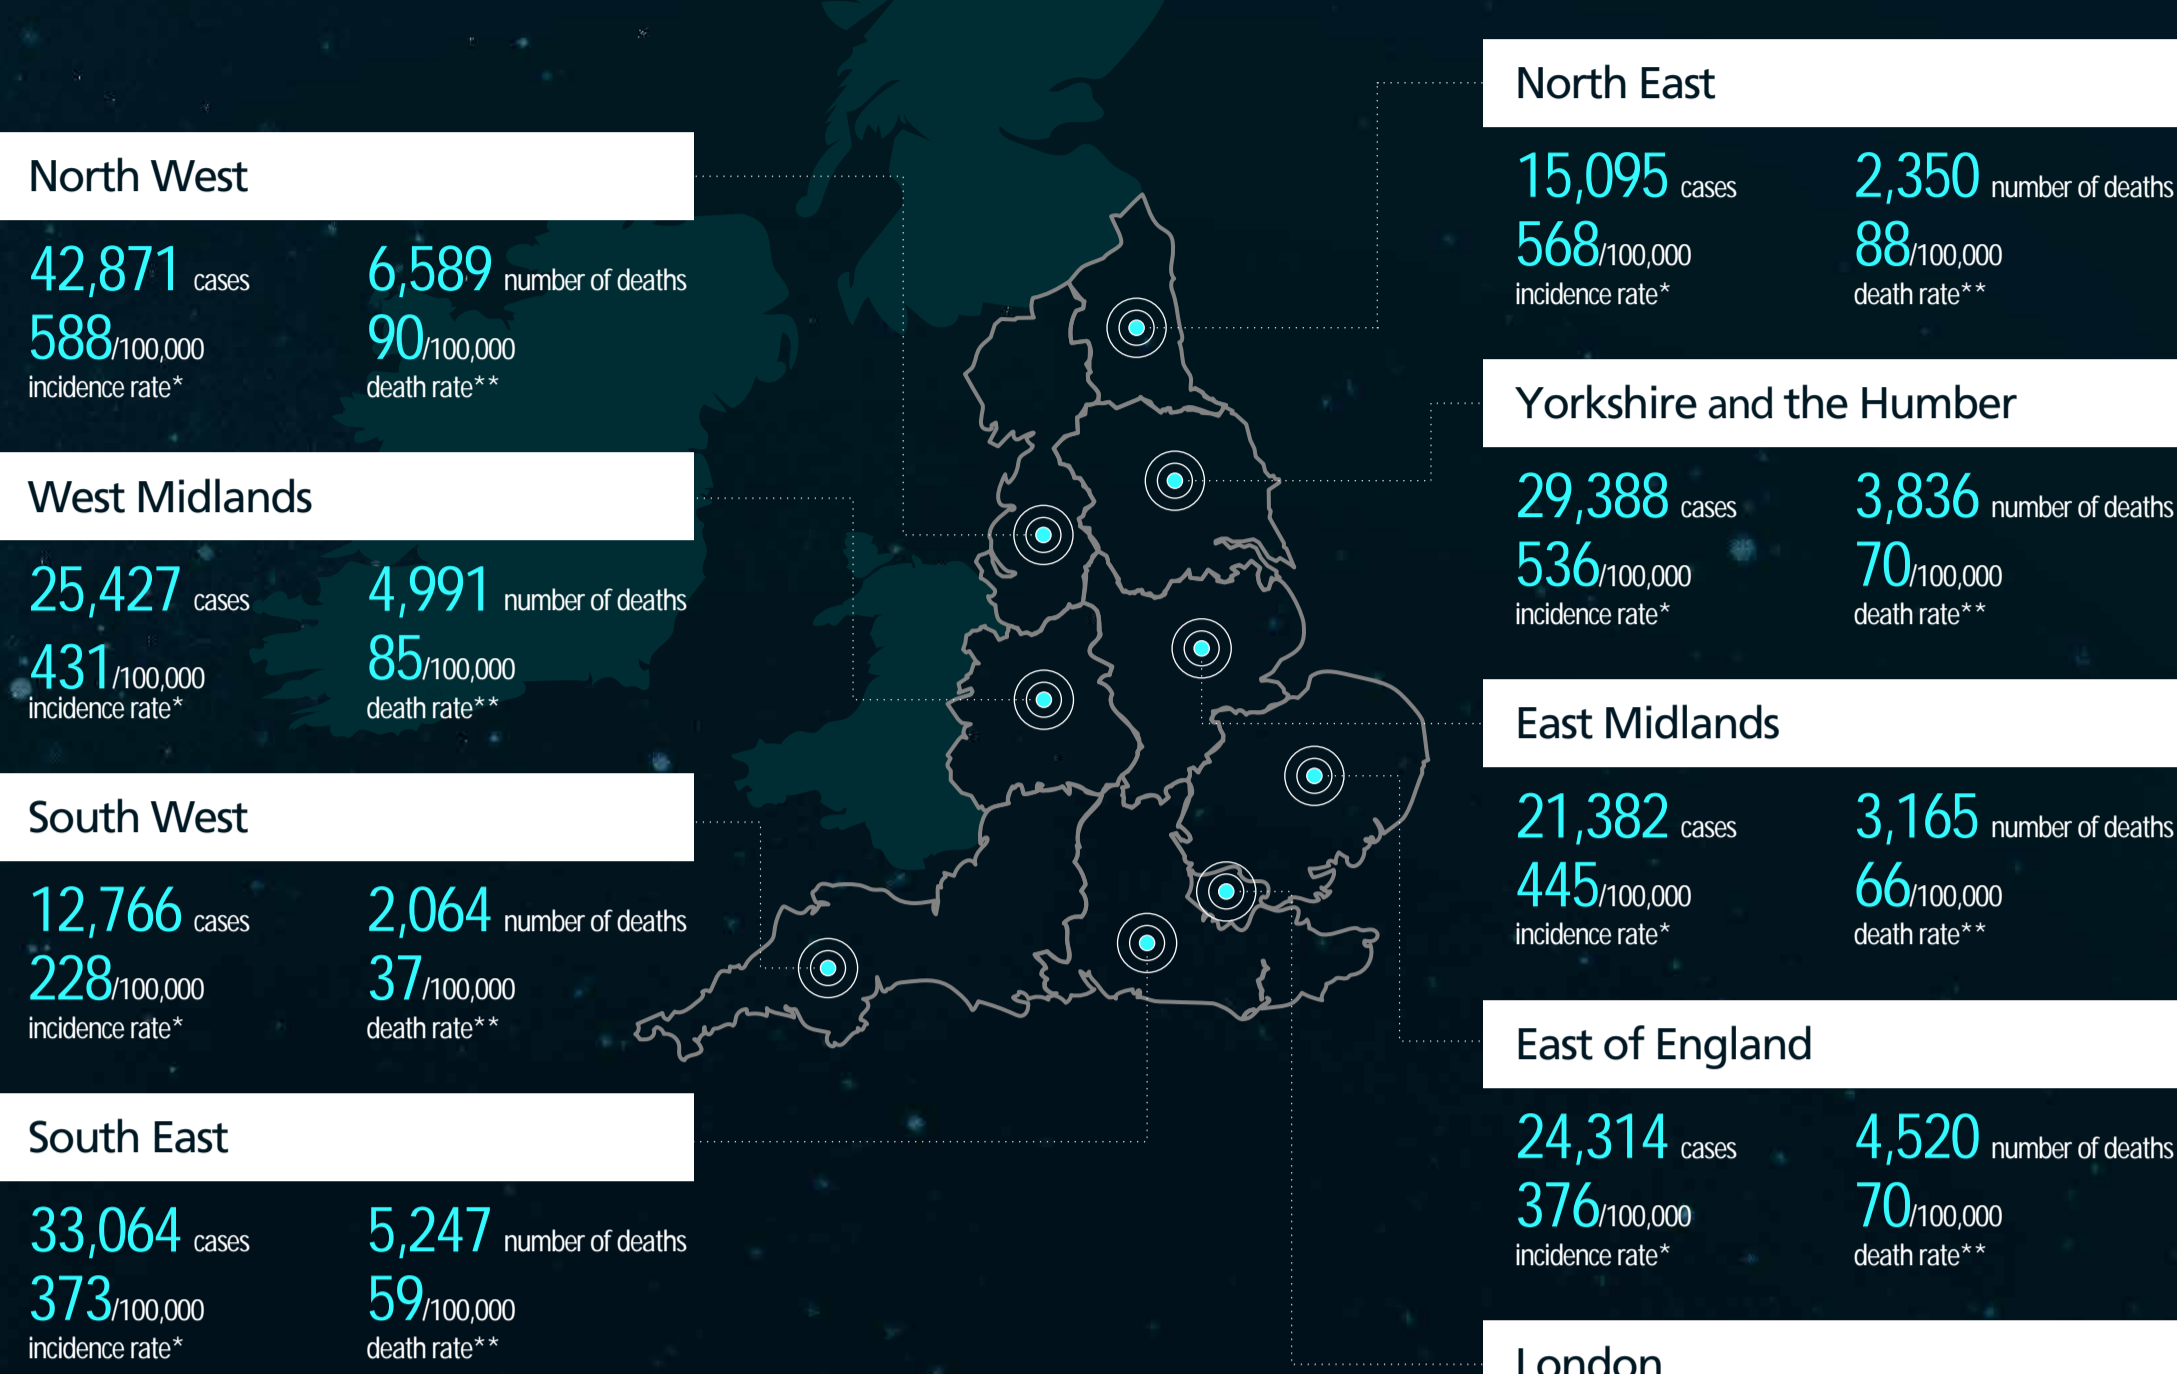 North West
42,871 cases 6,589 number of deaths
588/100,000 90/100,000
incidence rate* death rate**
West Midlands
25,427 cases 4,991 number of deaths
431/100,000 85/100,000
incidence rate* death rate**
South West
12,766 cases 2,064 number of deaths
228/100,000 37/100,000
incidence rate* death rate**
South East
33,064 cases 5,247 number of deaths
373/100,000 59/100,000
incidence rate* death rate**
North East
15,095 cases 2,350 number of deaths
568/100,000 88/100,000
incidence rate* death rate**
Yorkshire and the Humber
29,388 cases 3,836 number of deaths
536/100,000 70/100,000
incidence rate* death rate**
East Midlands
21,382 cases 3,165 number of deaths
445/100,000 66/100,000
incidence rate* death rate**
East of England
24,314 cases 4,520 number of deaths
376/100,000 70/100,000
incidence rate* death rate**
London